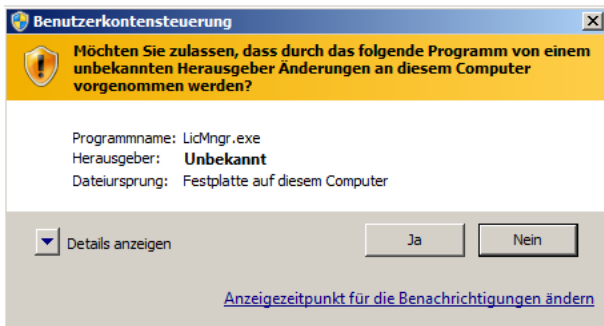 Benutzerkontensteuerung
Möchten Sie zulassen, dass durch das folgende Programm von einem
unbekannten Herausgeber Änderungen an diesem Computer
vorgenommen werden?
Programmname: LicMngr.exe
Herausgeber: Unbekannt
Dateiursprung: Festplatte auf diesem Computer
Details anzeigen Ja Nein
Anzeigezeitpunkt für die Benachrichtigungen ändern